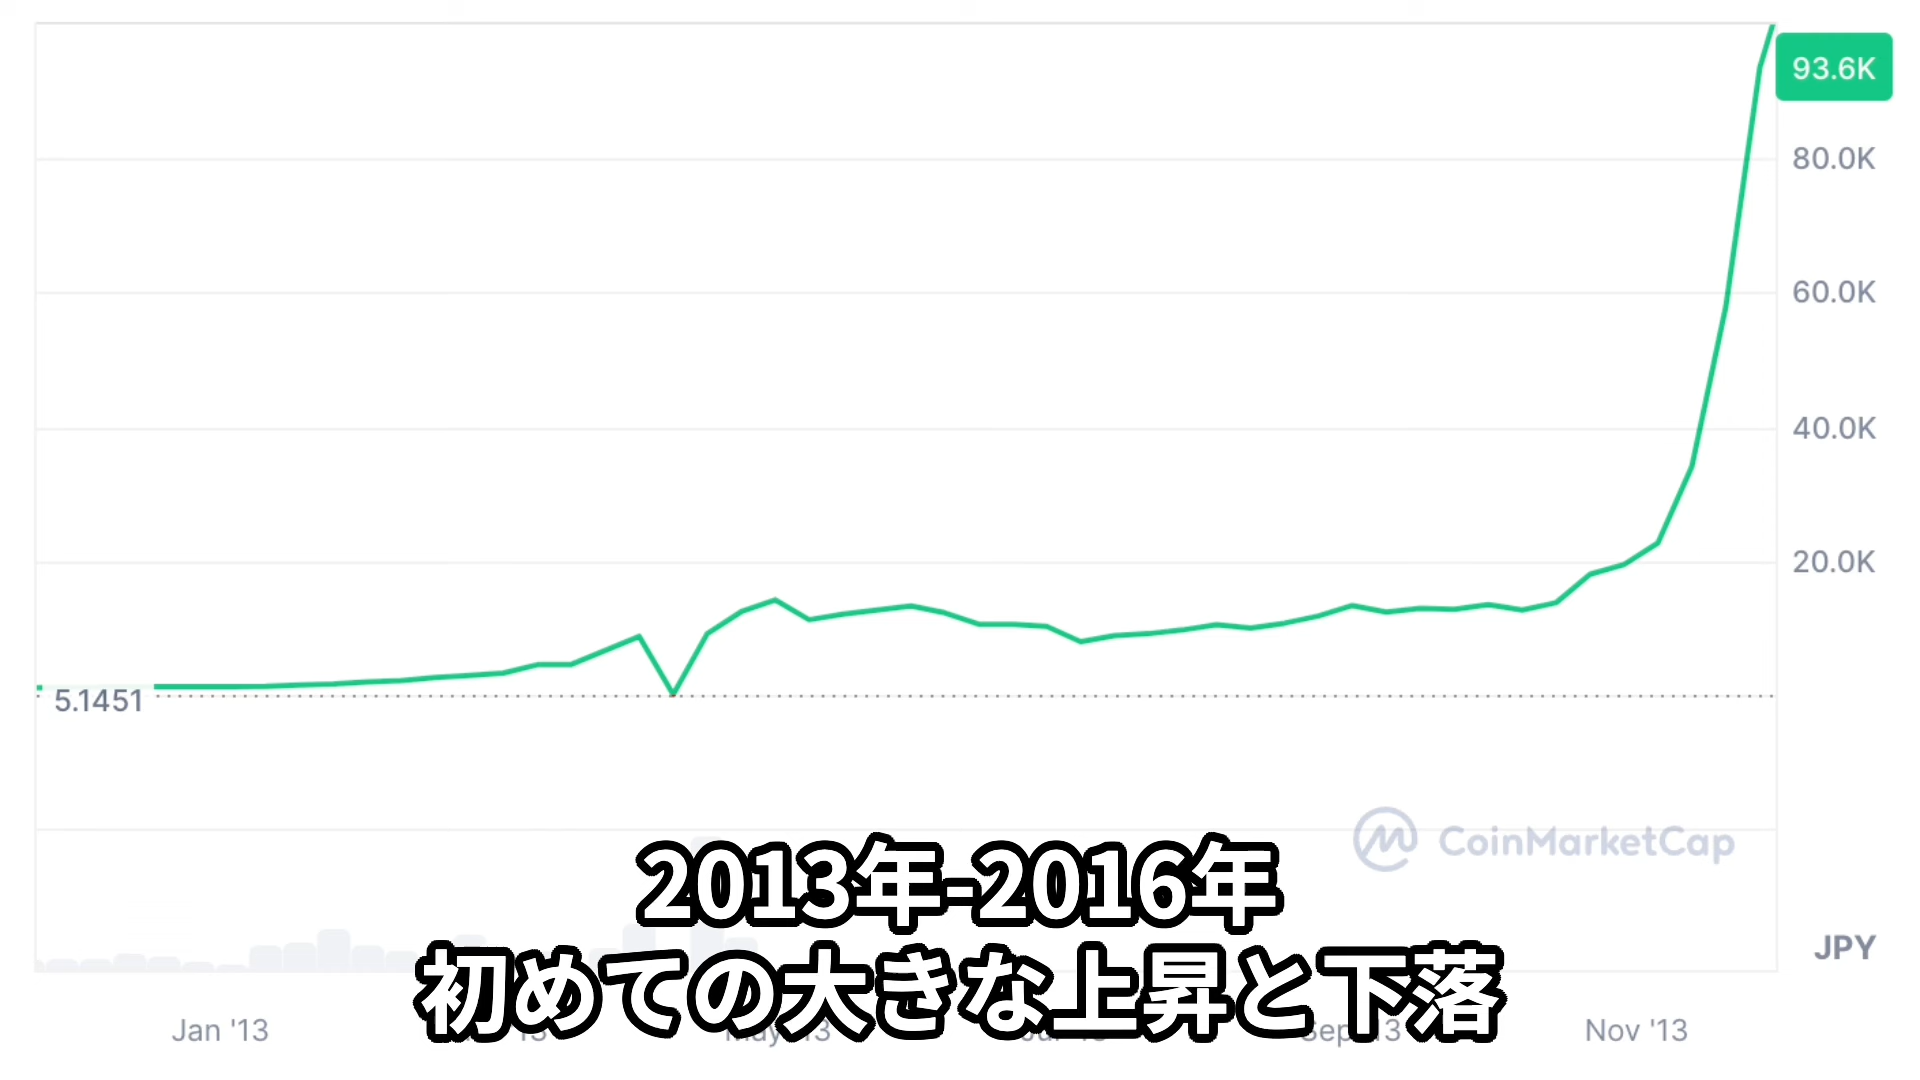 93.6K
80.0K
60.0K
40.0K
20.0K
5.1451
CoinMarketCap
2013年-2016年
初めての大きな上昇と下落
JPY
Jan '13
Nov '13